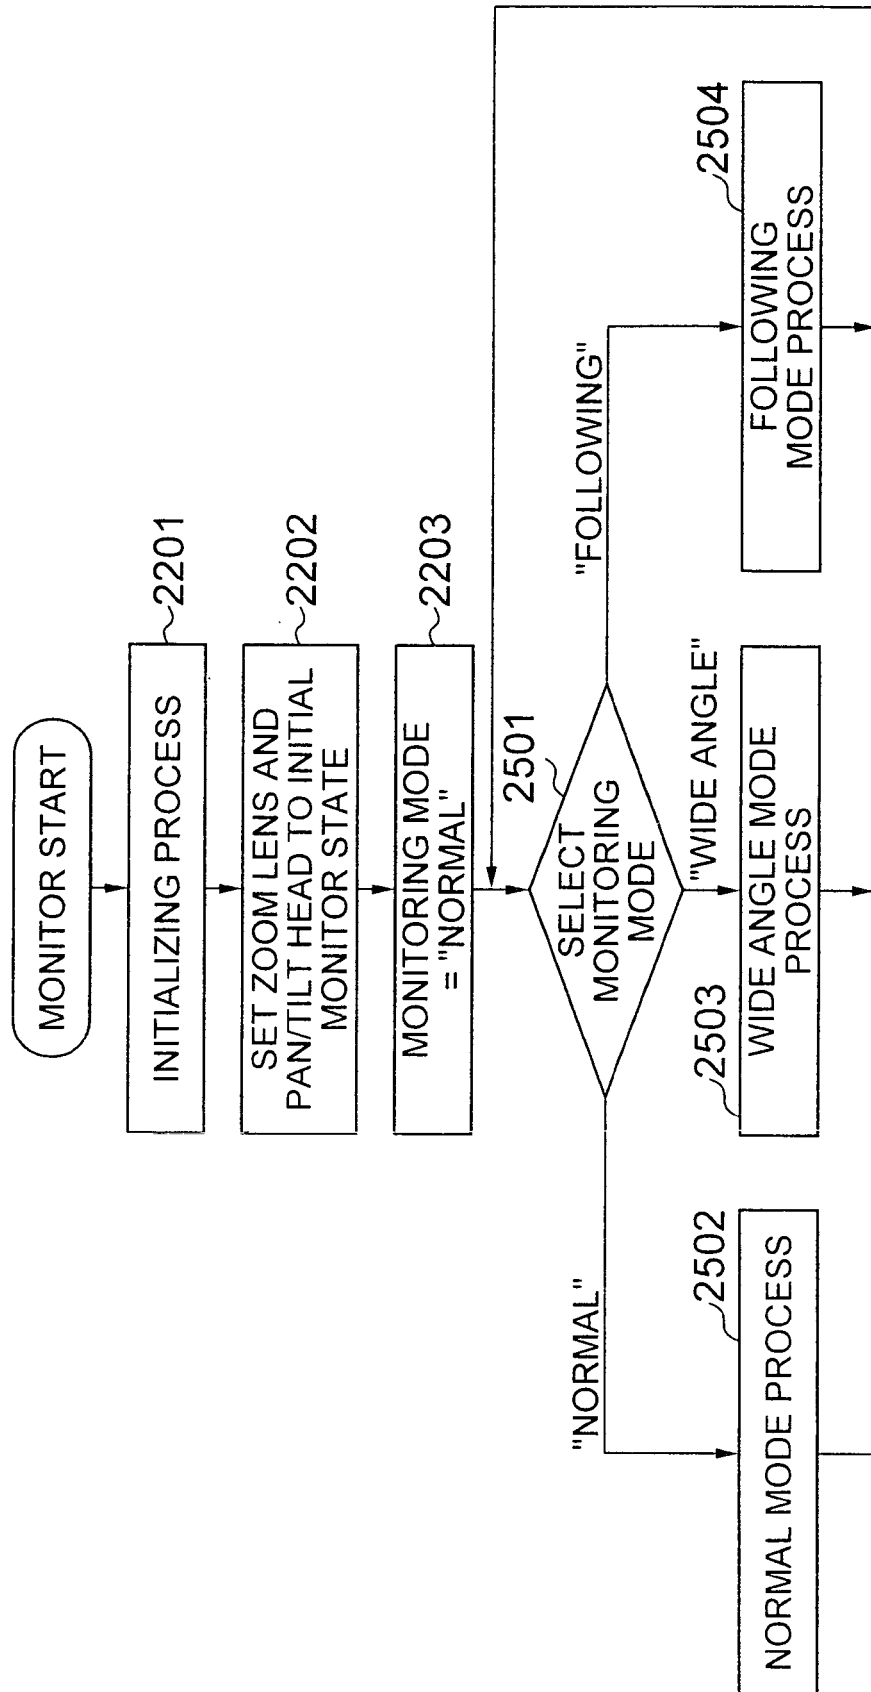 MONITOR START
INITIALIZING PROCESS
2201
SET ZOOM LENS AND
PAN/TILT HEAD TO INITIAL
MONITOR STATE
2202
MONITORING MODE
= "NORMAL"
2203
SELECT
MONITORING
MODE
2501
"NORMAL"
"WIDE ANGLE"
"FOLLOWING"
NORMAL MODE PROCESS
2502
WIDE ANGLE MODE
PROCESS
2503
FOLLOWING
MODE PROCESS
2504